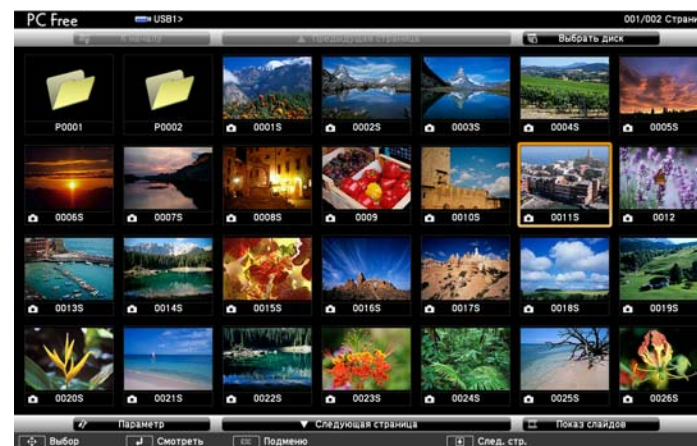 PC Free USB1> 001/002 Страни
К началу ▲ Предыдущая страница Выбрать диск
P0001 P0002 0001S 0002S 0003S 0004S 0005S
0006S 0007S 0008S 0009 0010S 0011S 0012
0013S 0014S 0015S 0016S 0017S 0018S 0019S
0020S 0021S 0022S 0023S 0024S 0025S 0026S
Параметр ▼ Следующая страница Показ слайдов
Выбор Смотреть ESC Подменю След. стр.